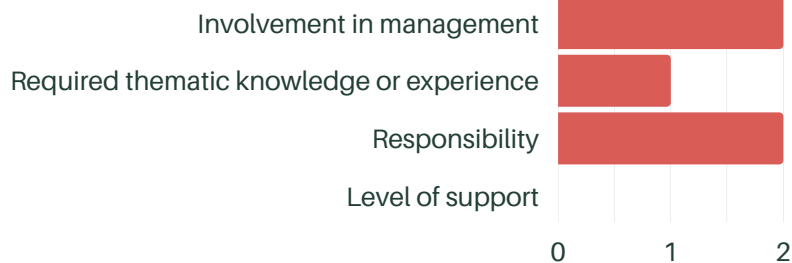 Involvement in management
Required thematic knowledge or experience
Responsibility
Level of support
0 1 2